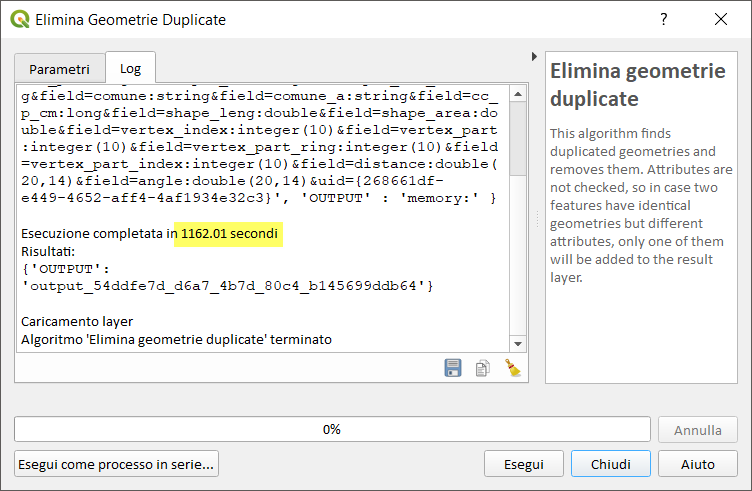 Elimina Geometrie Duplicate
Parametri
Log
g&field=comune:string&field=comune_a:string&field=cc_
p_cm:long&field=shape_leng:double&field=shape_area:do
uble&field=vertex_index:integer(10)&field=vertex_part
:integer(10)&field=vertex_part_ring:integer(10)&field
=vertex_part_index:integer(10)&field=distance:double(
20,14)&field=angle:double(20,14)&uid={268661df-
e449-4652-aff4-4af1934e32c3}', 'OUTPUT' : 'memory:' }
Esecuzione completata in 1162.01 secondi
Risultati:
{'OUTPUT':
'output_54ddfe7d_d6a7_4b7d_80c4_b145699ddb64'}
Caricamento layer
Algoritmo 'Elimina geometrie duplicate' terminato
Elimina geometrie
duplicate
This algorithm finds
duplicated geometries and
removes them. Attributes are
not checked, so in case two
features have identical
geometries but different
attributes, only one of them
will be added to the result
layer.
0%
Annulla
Esegui come processo in serie...
Esegui
Chiudi
Aiuto